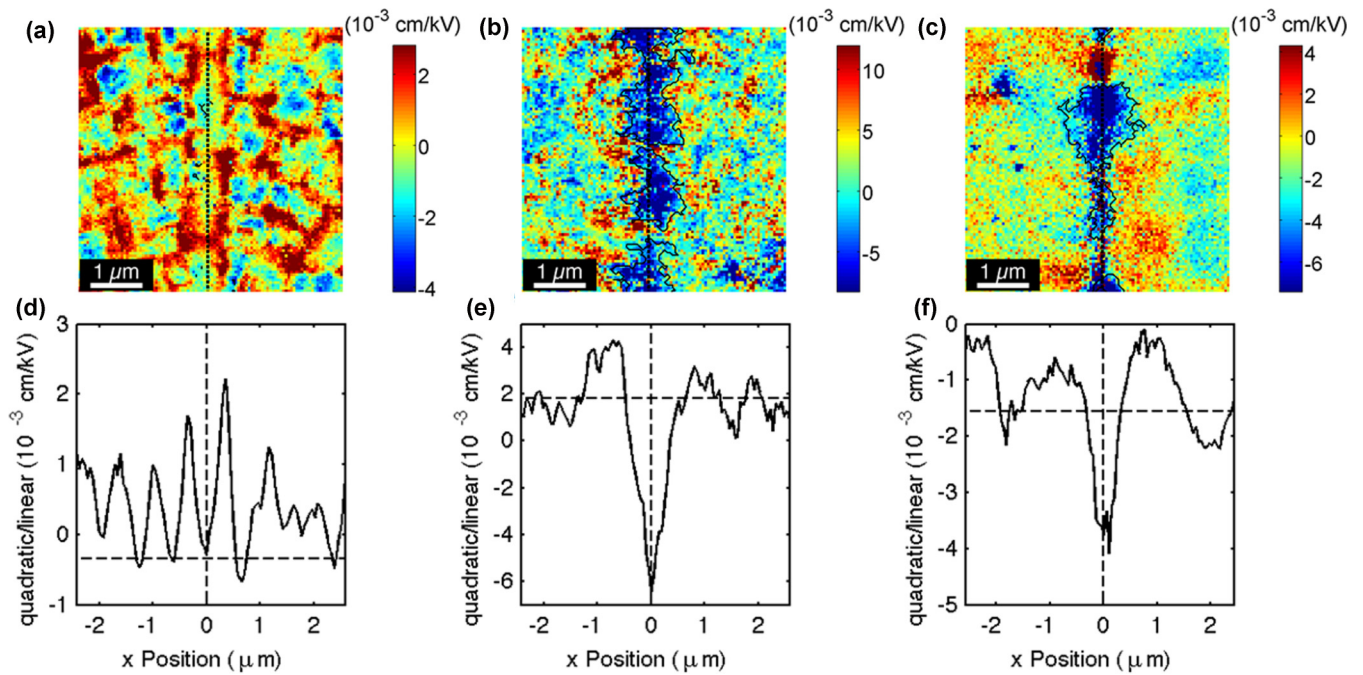 (a)
(10⁻³ cm/kV)
2
0
-2
-4
1 µm
(b)
(10⁻³ cm/kV)
10
5
0
-5
1 µm
(c)
(10⁻³ cm/kV)
4
2
0
-2
-4
-6
1 µm
(d)
quadratic/linear (10 ⁻³ cm/kV)
3
2
1
0
-1
-2 -1 0 1 2
x Position ( µ m)
(e)
quadratic/linear (10 ⁻³ cm/kV)
4
2
0
-2
-4
-6
-2 -1 0 1 2
x Position ( µ m)
(f)
quadratic/linear (10 ⁻³ cm/kV)
0
-1
-2
-3
-4
-5
-2 -1 0 1 2
x Position ( µ m)